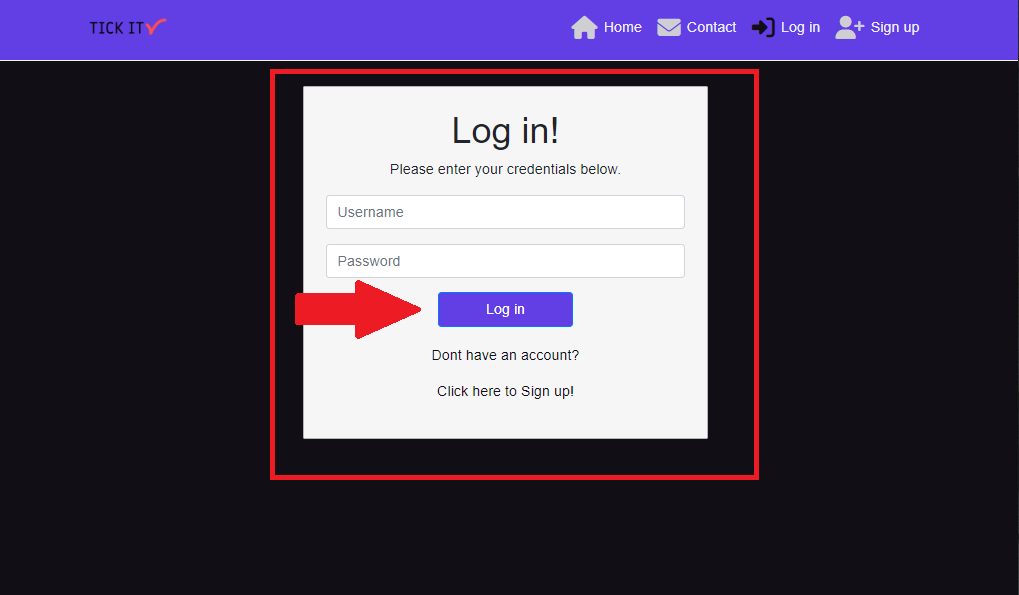 TICK IT
Home Contact Log in Sign up
Log in!
Please enter your credentials below.
Username
Password
Log in
Dont have an account?
Click here to Sign up!